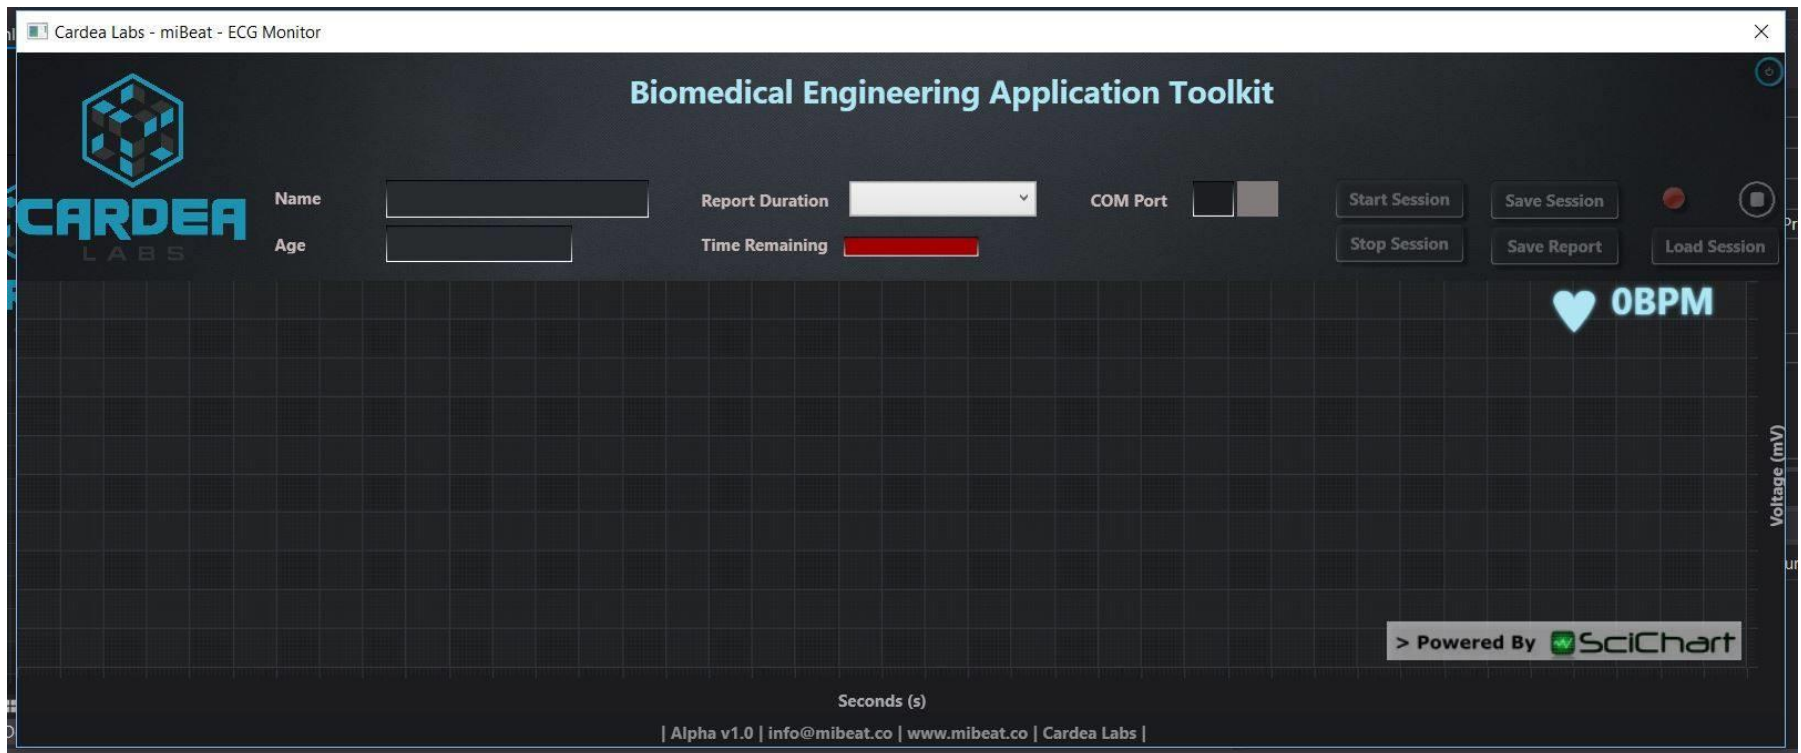 Cardea Labs - miBeat - ECG Monitor
Biomedical Engineering Application Toolkit
CARDEA
LABS
Name
Age
Report Duration
Time Remaining
COM Port
Start Session
Stop Session
Save Session
Save Report
Load Session
0BPM
Voltage (mV)
> Powered By SciChart
Seconds (s)
| Alpha v1.0 | info@mibeat.co | www.mibeat.co | Cardea Labs |